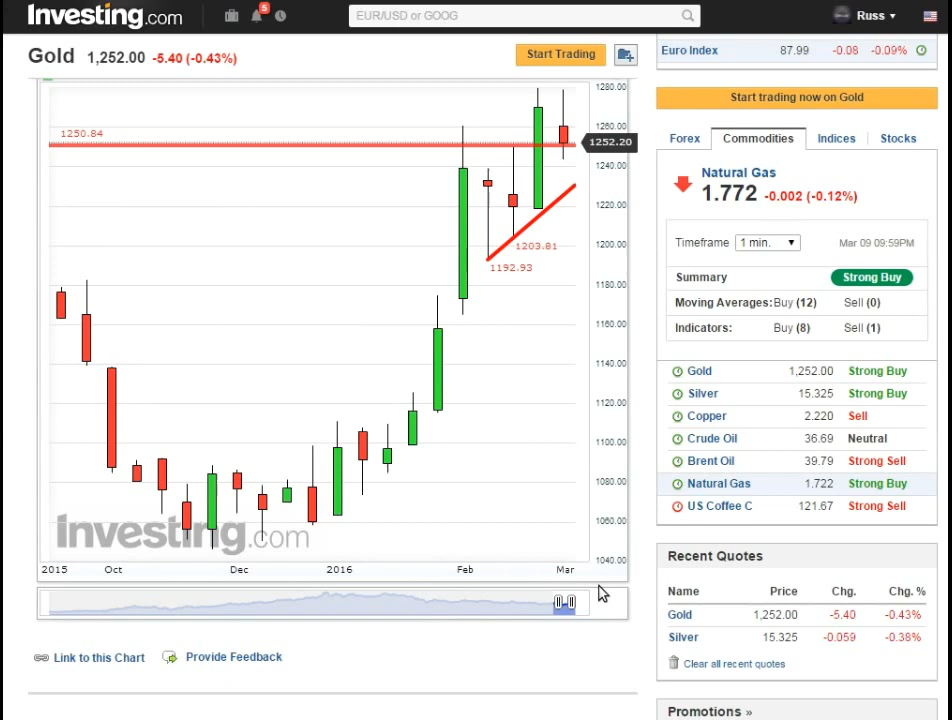 Investing.com
5
EUR/USD or GOOG
Russ
Gold 1,252.00 -5.40 (-0.43%)
Start Trading
1280.00
1260.00
1252.20
1240.00
1220.00
1200.00
1180.00
1160.00
1140.00
1120.00
1100.00
1080.00
1060.00
1040.00
1250.84
1203.81
1192.93
Investing.com
2015 Oct Dec 2016 Feb Mar
Link to this Chart Provide Feedback
Euro Index 87.99 -0.08 -0.09%
Start trading now on Gold
Forex Commodities Indices Stocks
Natural Gas
1.772 -0.002 (-0.12%)
Timeframe 1 min. Mar 09 09:59PM
Summary Strong Buy
Moving Averages: Buy (12) Sell (0)
Indicators: Buy (8) Sell (1)
Gold 1,252.00 Strong Buy
Silver 15.325 Strong Buy
Copper 2.220 Sell
Crude Oil 36.69 Neutral
Brent Oil 39.79 Strong Sell
Natural Gas 1.722 Strong Buy
US Coffee C 121.67 Strong Sell
Recent Quotes
Name Price Chg. Chg. %
Gold 1,252.00 -5.40 -0.43%
Silver 15.325 -0.059 -0.38%
Clear all recent quotes
Promotions »